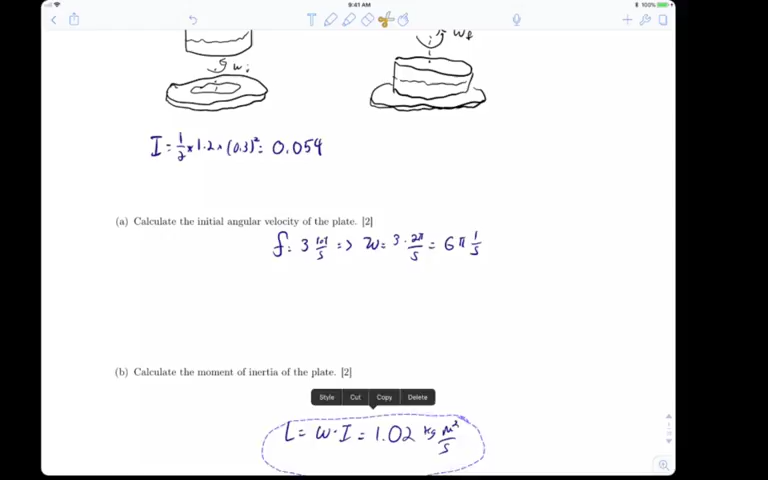 9:41 AM
100%
ωf
ωi
I = 1/2 * 1.2 * (0.3)² = 0.054
(a) Calculate the initial angular velocity of the plate. [2]
f = 3 rot/s => ω = 3 · 2π/s = 6π 1/s
(b) Calculate the moment of inertia of the plate. [2]
Style Cut Copy Delete
L = ω · I = 1.02 kg m²/s